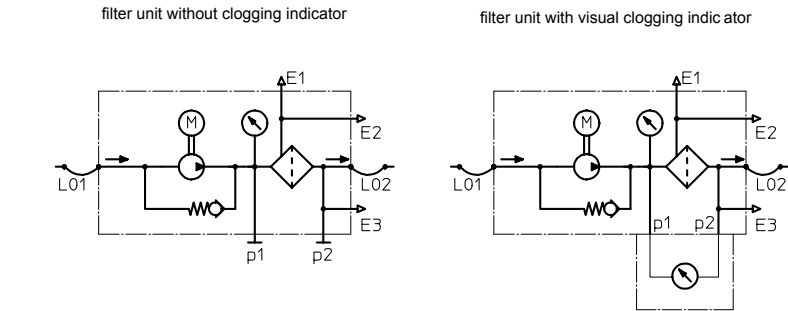 filter unit without clogging indicator
E1
M
E2
L01
L02
E3
p1
p2
filter unit with visual clogging indic ator
E1
M
E2
L01
L02
p1
p2
E3